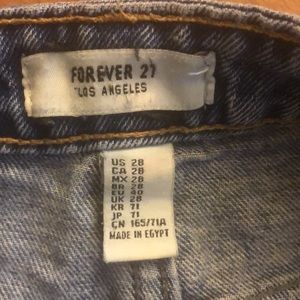 FOREVER 21
LOS ANGELES
US 28
CA 28
MX 28
BR 28
EU 40
UK 28
KR 71
JP 71
CN 165/71A
MADE IN EGYPT